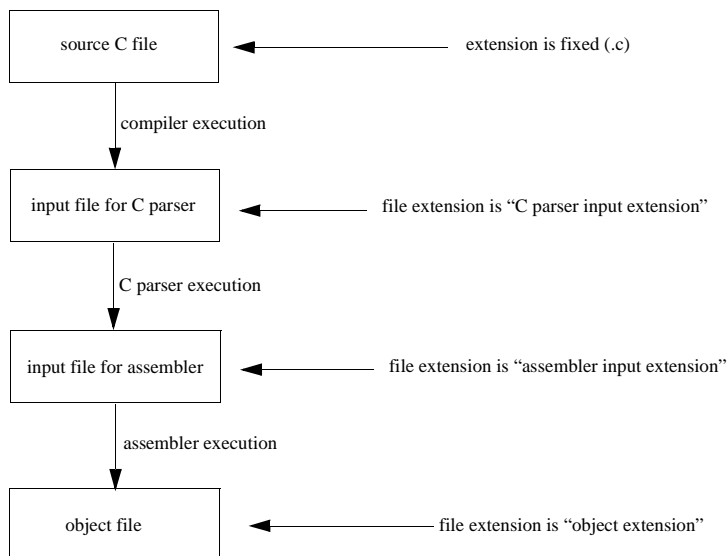 source C file
extension is fixed (.c)
compiler execution
input file for C parser
file extension is “C parser input extension”
C parser execution
input file for assembler
file extension is “assembler input extension”
assembler execution
object file
file extension is “object extension”